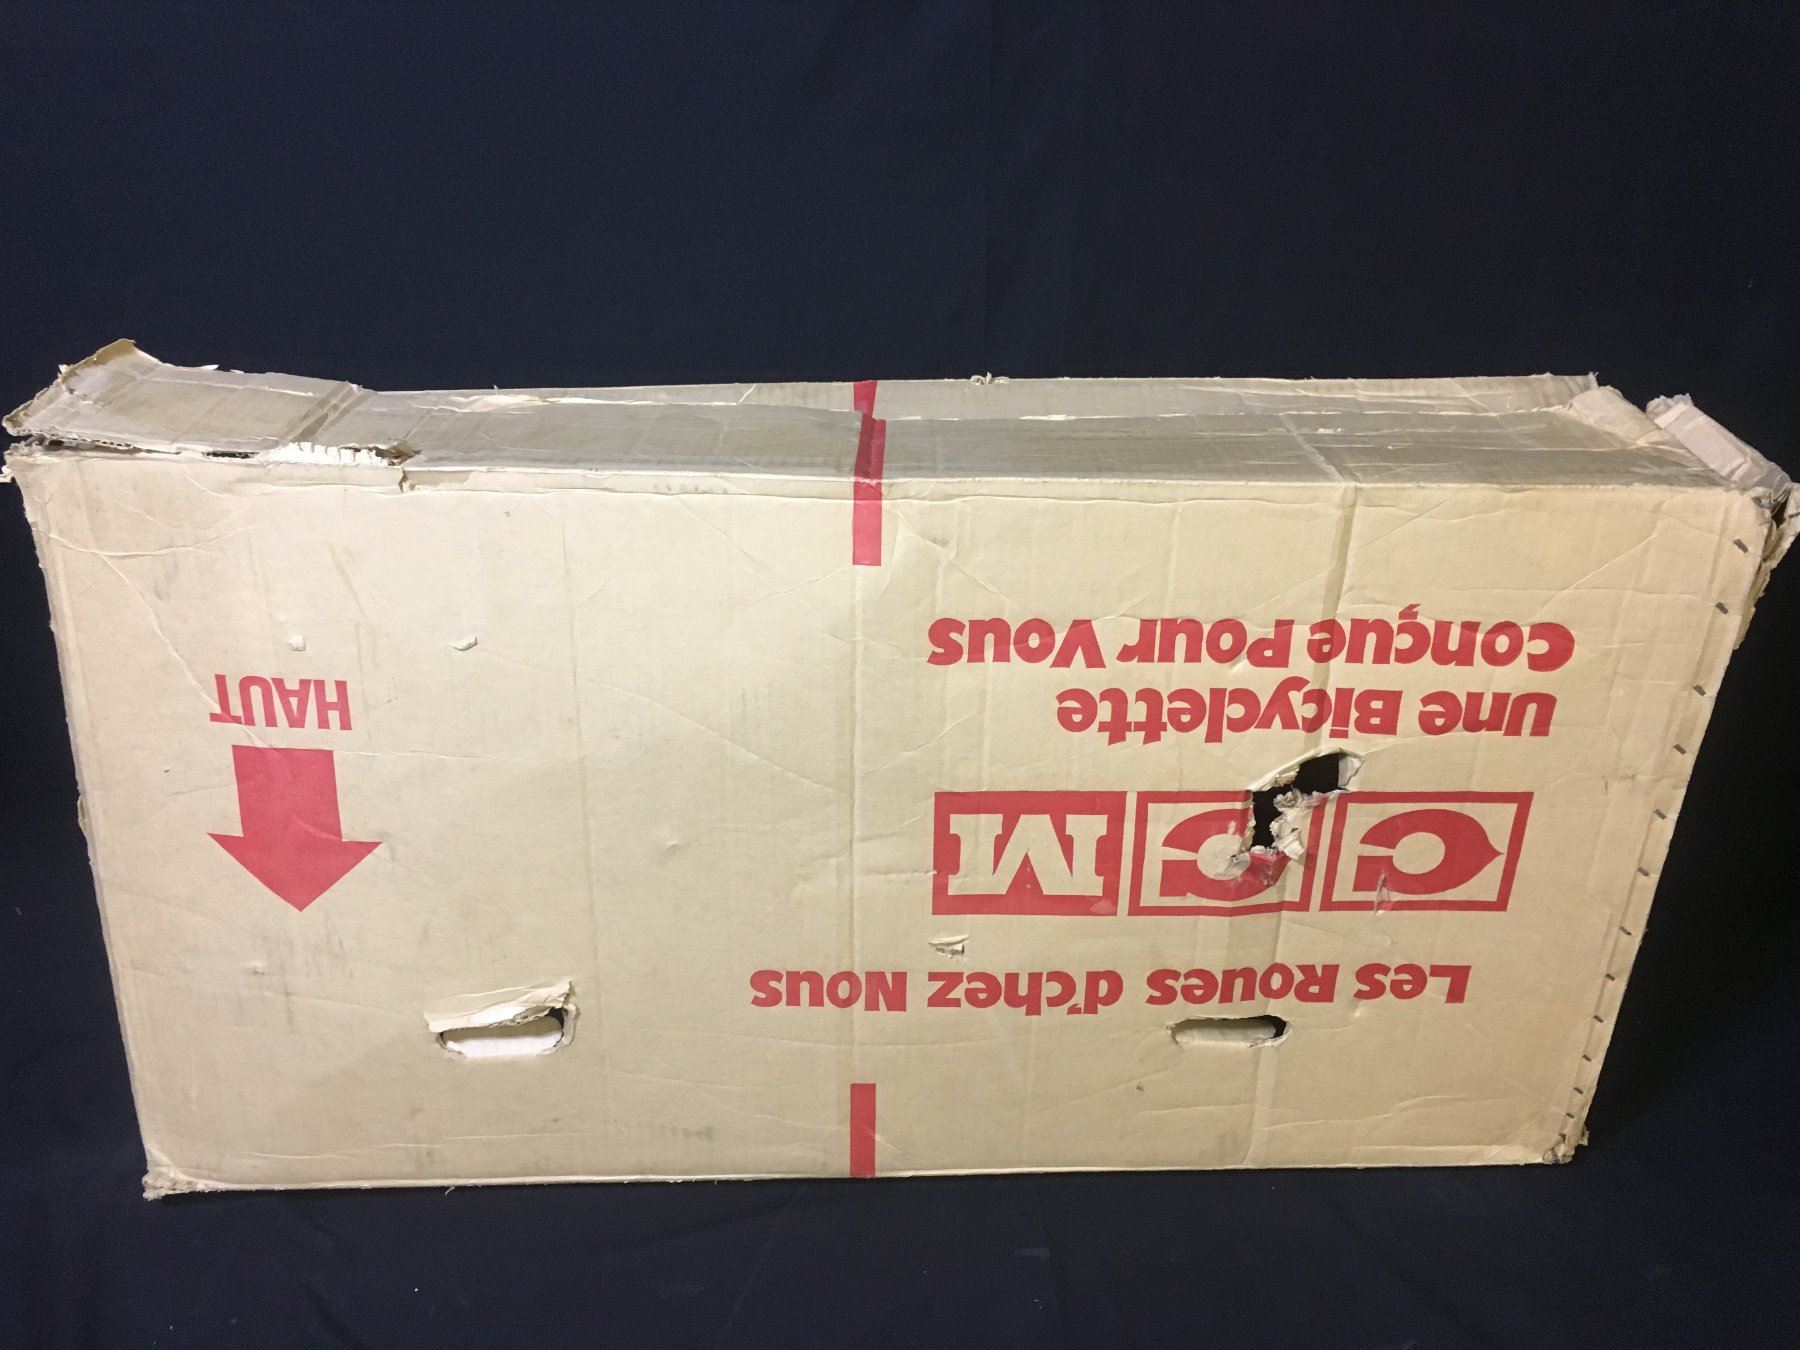 Les Roues d'chez Nous
CCM
une Bicyclette
conçue Pour Vous
HAUT